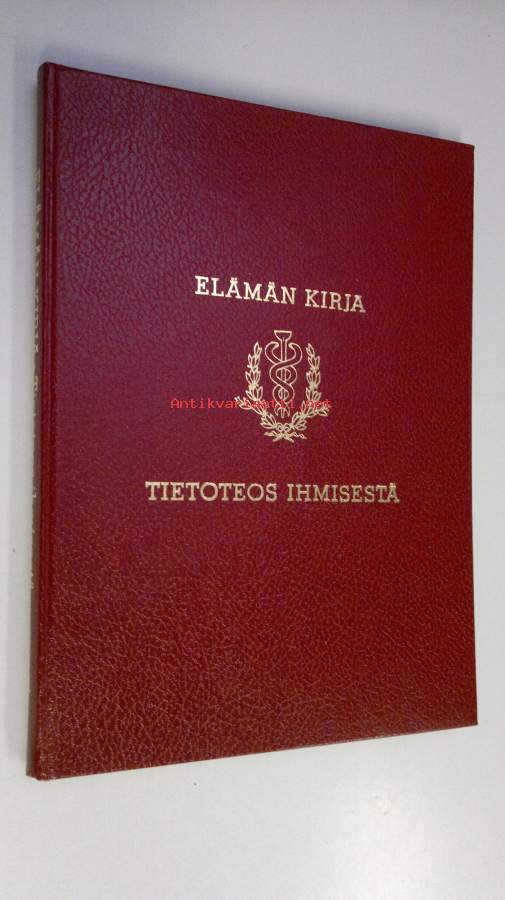 ELÄMÄN KIRJA
Antikvariaatti.net
TIETOTEOS IHMISESTÄ